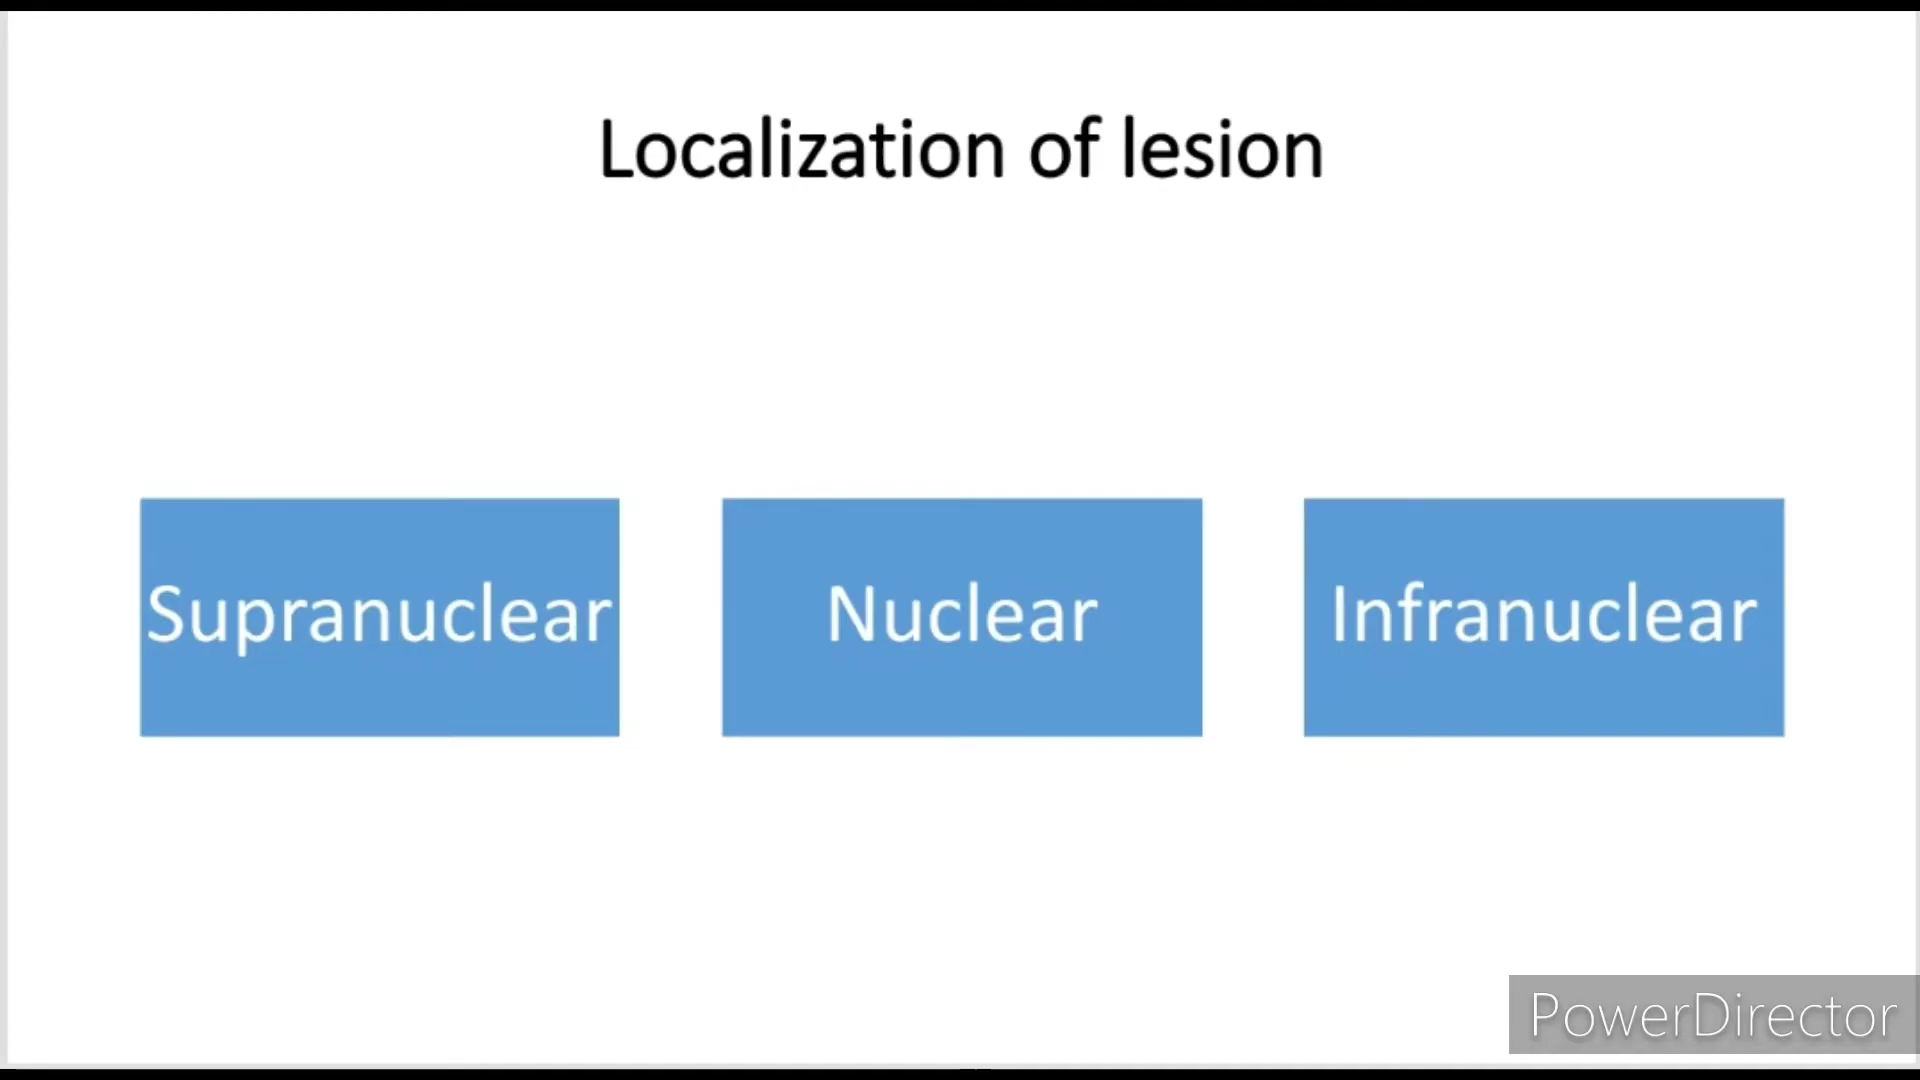 Localization of lesion
Supranuclear
Nuclear
Infranuclear
PowerDirector